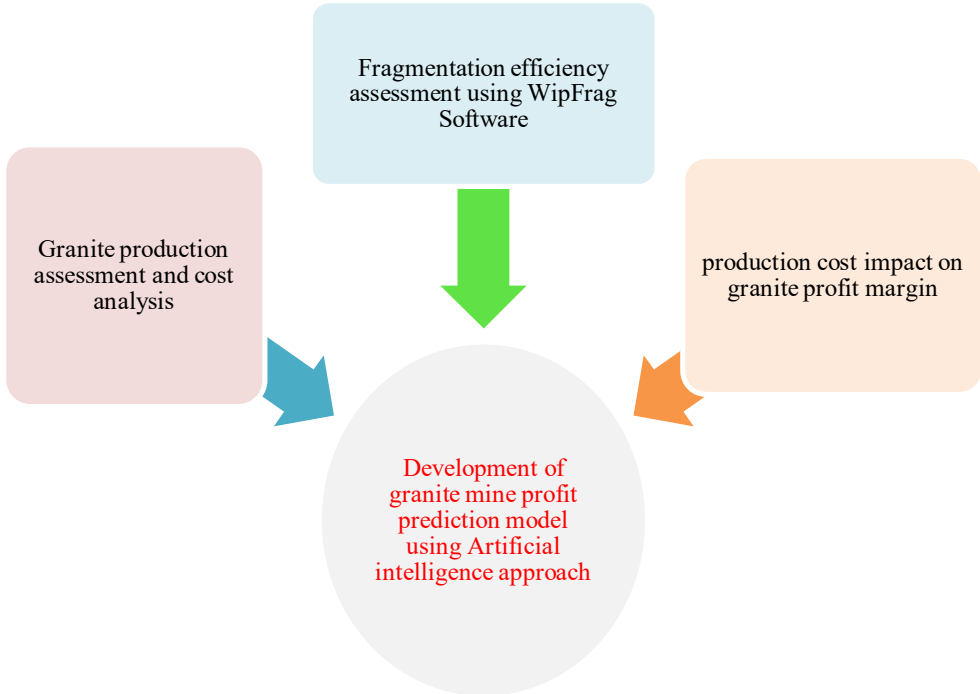 Fragmentation efficiency
assessment using WipFrag
Software
Granite production
assessment and cost
analysis
production cost impact on
granite profit margin
Development of
granite mine profit
prediction model
using Artificial
intelligence approach